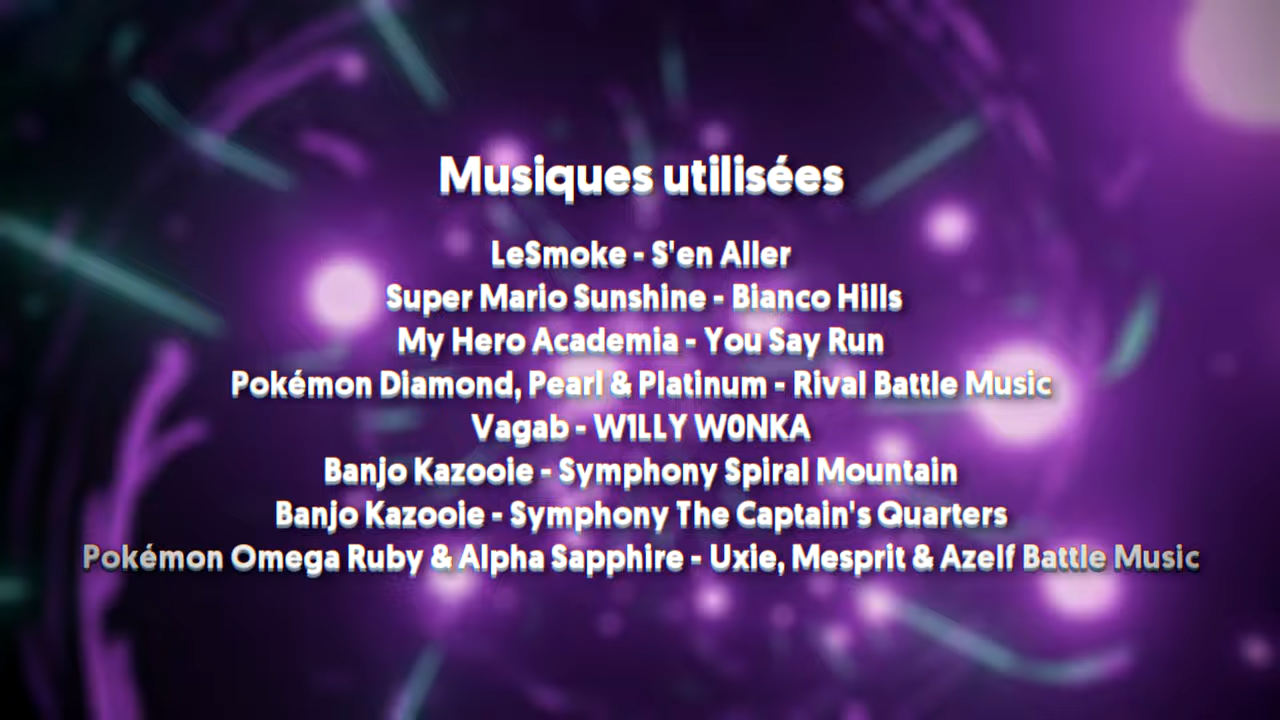 Musiques utilisées
LeSmoke - S'en Aller
Super Mario Sunshine - Bianco Hills
My Hero Academia - You Say Run
Pokémon Diamond, Pearl & Platinum - Rival Battle Music
Vagab - W1LLY W0NKA
Banjo Kazooie - Symphony Spiral Mountain
Banjo Kazooie - Symphony The Captain's Quarters
Pokémon Omega Ruby & Alpha Sapphire - Uxie, Mesprit & Azelf Battle Music